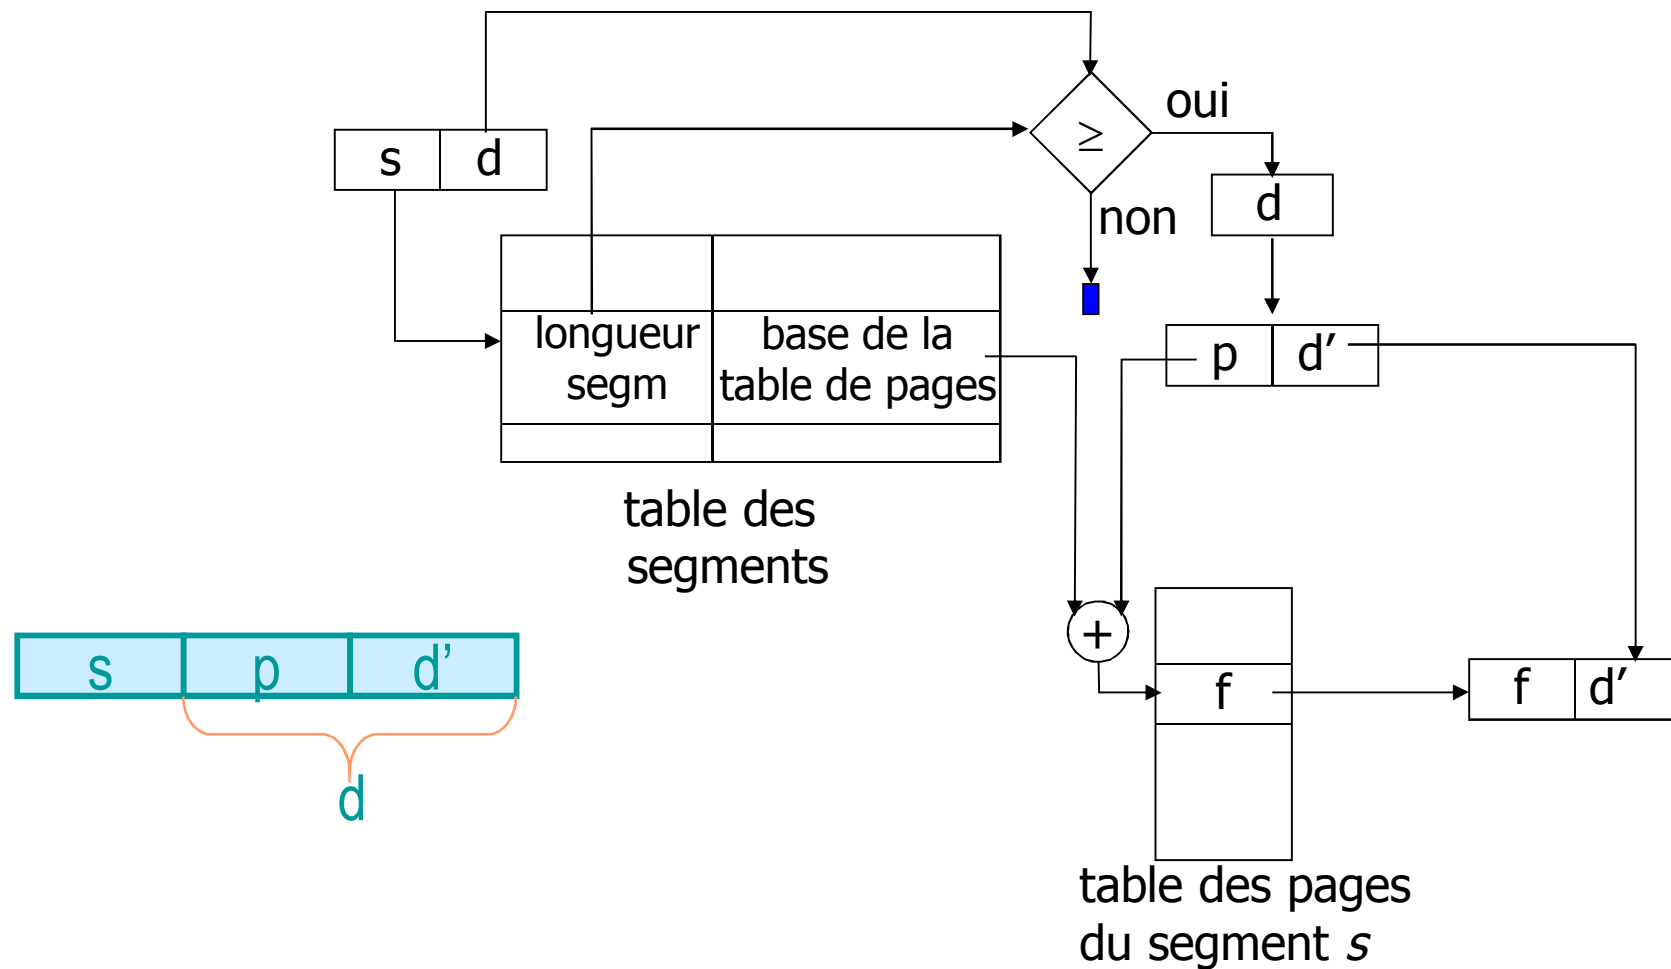 oui
s d
≥
non
d
longueur
segm
base de la
table de pages
p d’
table des
segments
+
s p d'
d
f
f d’
table des pages
du segment s